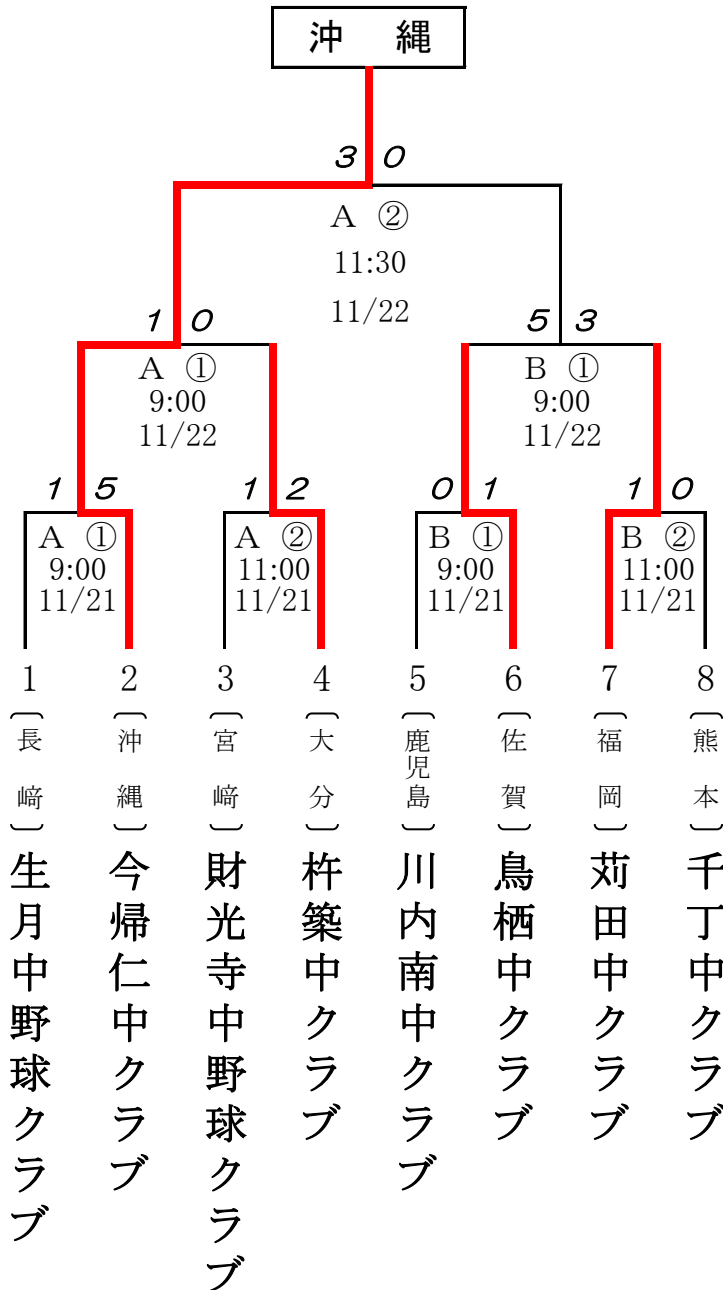 沖 縄
3 0
A ②
11:30
11/22
1 0
5 3
A ①
9:00
11/22
B ①
9:00
11/22
1 5
1 2
0 1
1 0
A ①
9:00
11/21
A ②
11:00
11/21
B ①
9:00
11/21
B ②
11:00
11/21
1
2
3
4
5
6
7
8
〔長 﨑〕
〔沖 縄〕
〔宮 﨑〕
〔大 分〕
〔鹿児島〕
〔佐 賀〕
〔福 岡〕
〔熊 本〕
生月中野球クラブ
今帰仁中クラブ
財光寺中野球クラブ
杵築中クラブ
川内南中クラブ
鳥栖中クラブ
苅田中クラブ
千丁中クラブ